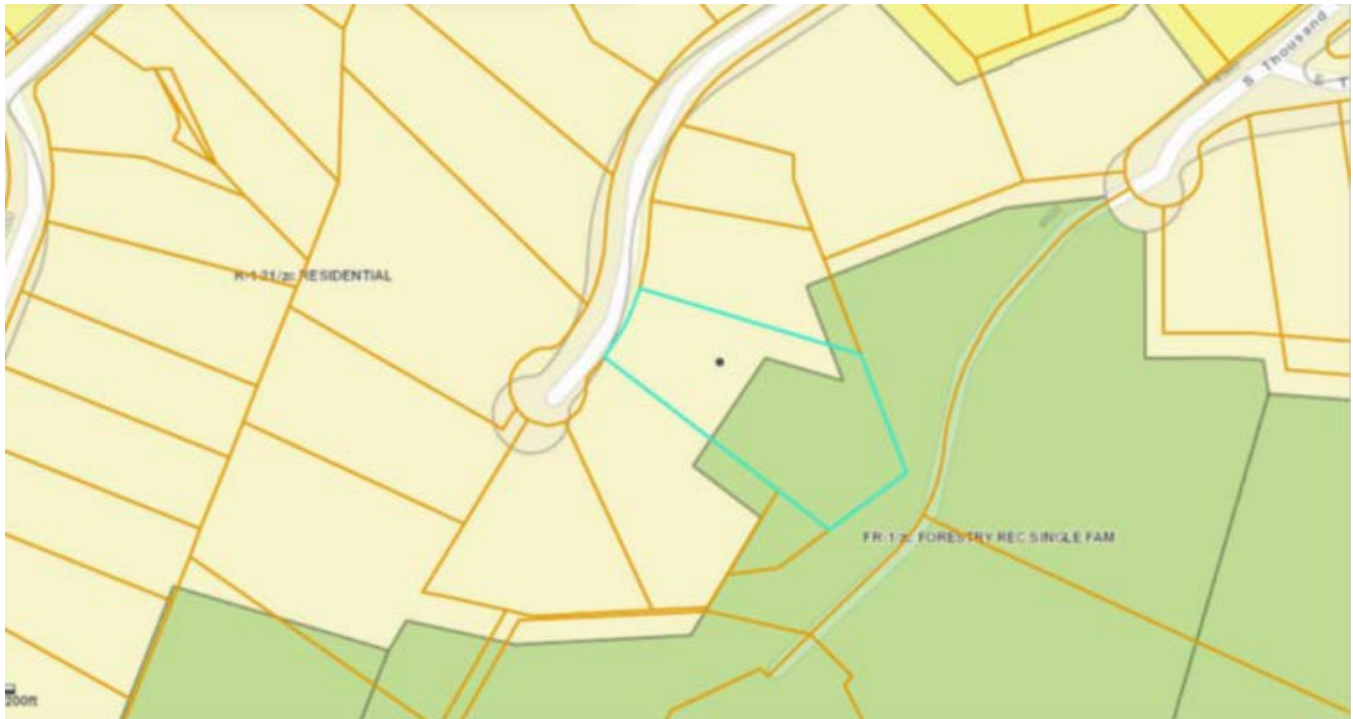 S Thousand
E T
R-1-21/zc RESIDENTIAL
FR-1/zc FORESTRY REC SINGLE FAM
200ft